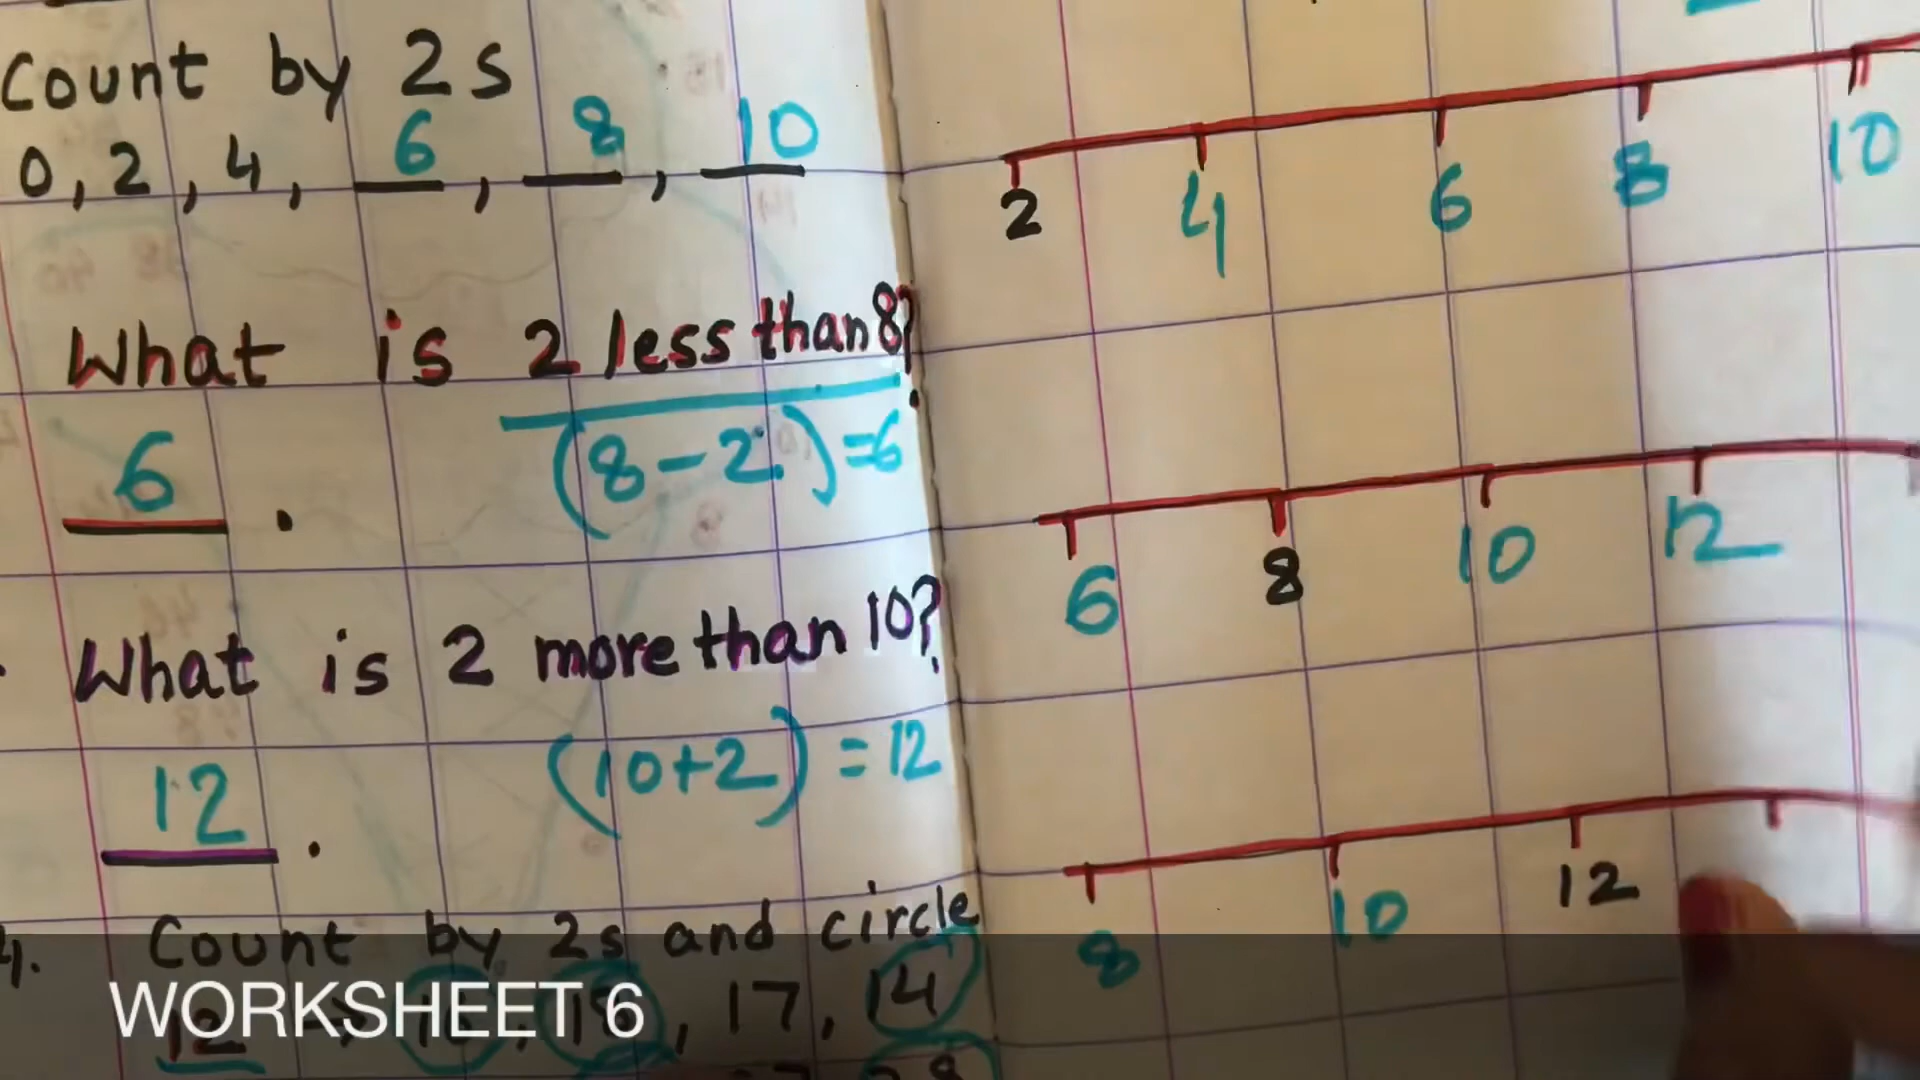 Count by 2s
0, 2, 4, 6, 8, 10
What is 2 less than 8?
6. (8-2)=6
What is 2 more than 10?
12. (10+2)=12
4. Count by 2s and circle
12 , 17, 14
2 4 6 8 10
6 8 10 12
8 10 12
WORKSHEET 6